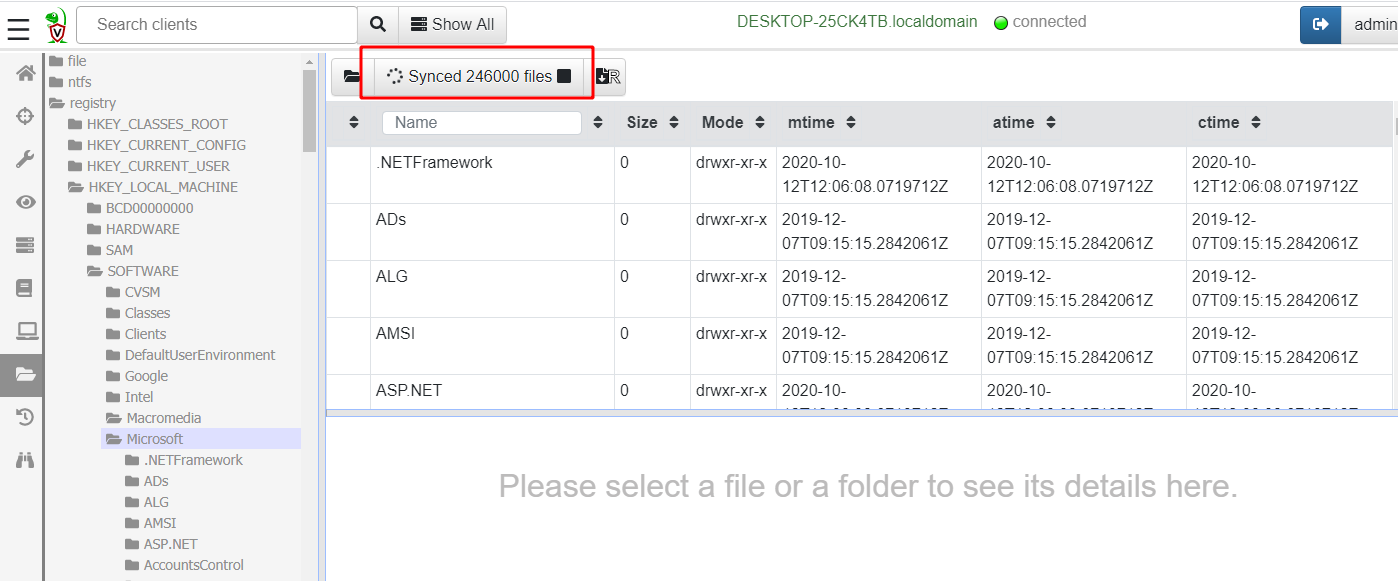 Search clients
Show All
DESKTOP-25CK4TB.localdomain
connected
admin
file
ntfs
registry
HKEY_CLASSES_ROOT
HKEY_CURRENT_CONFIG
HKEY_CURRENT_USER
HKEY_LOCAL_MACHINE
BCD00000000
HARDWARE
SAM
SOFTWARE
CVSM
Classes
Clients
DefaultUserEnvironment
Google
Intel
Macromedia
Microsoft
.NETFramework
ADs
ALG
AMSI
ASP.NET
AccountsControl
Synced 246000 files
R
Name Size Mode mtime atime ctime
.NETFramework 0 drwxr-xr-x 2020-10- 2020-10- 2020-10-
12T12:06:08.0719712Z 12T12:06:08.0719712Z 12T12:06:08.0719712Z
ADs 0 drwxr-xr-x 2019-12- 2019-12- 2019-12-
07T09:15:15.2842061Z 07T09:15:15.2842061Z 07T09:15:15.2842061Z
ALG 0 drwxr-xr-x 2019-12- 2019-12- 2019-12-
07T09:15:15.2842061Z 07T09:15:15.2842061Z 07T09:15:15.2842061Z
AMSI 0 drwxr-xr-x 2019-12- 2019-12- 2019-12-
07T09:15:15.2842061Z 07T09:15:15.2842061Z 07T09:15:15.2842061Z
ASP.NET 0 drwxr-xr-x 2020-10- 2020-10- 2020-10-
Please select a file or a folder to see its details here.